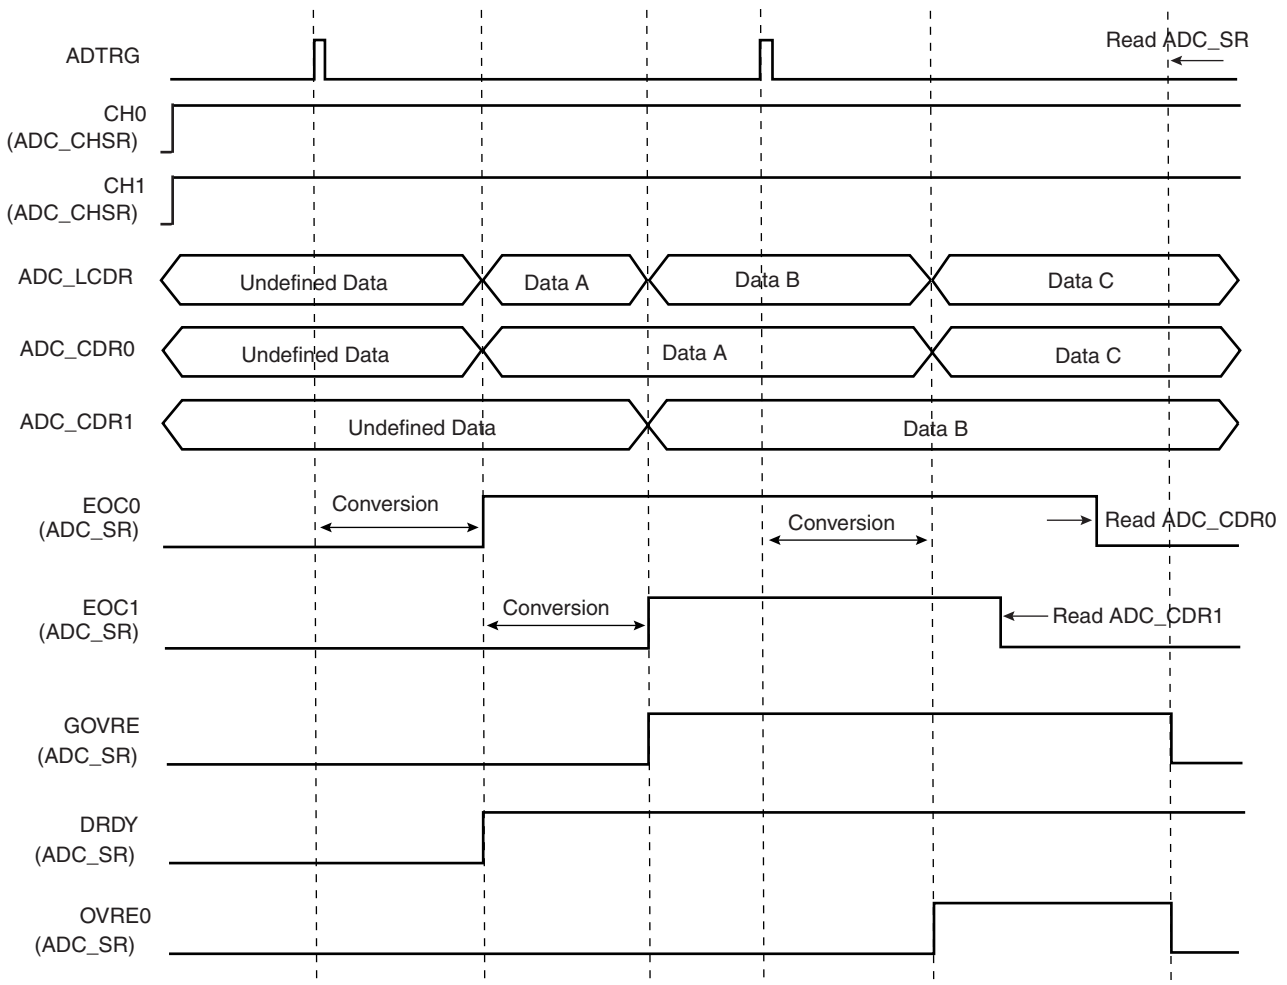 Read ADC_SR
ADTRG
CH0
(ADC_CHSR)
CH1
(ADC_CHSR)
ADC_LCDR
Undefined Data
Data A
Data B
Data C
ADC_CDR0
Undefined Data
Data A
Data C
ADC_CDR1
Undefined Data
Data B
EOC0
(ADC_SR)
Conversion
Conversion
Read ADC_CDR0
EOC1
(ADC_SR)
Conversion
Read ADC_CDR1
GOVRE
(ADC_SR)
DRDY
(ADC_SR)
OVRE0
(ADC_SR)